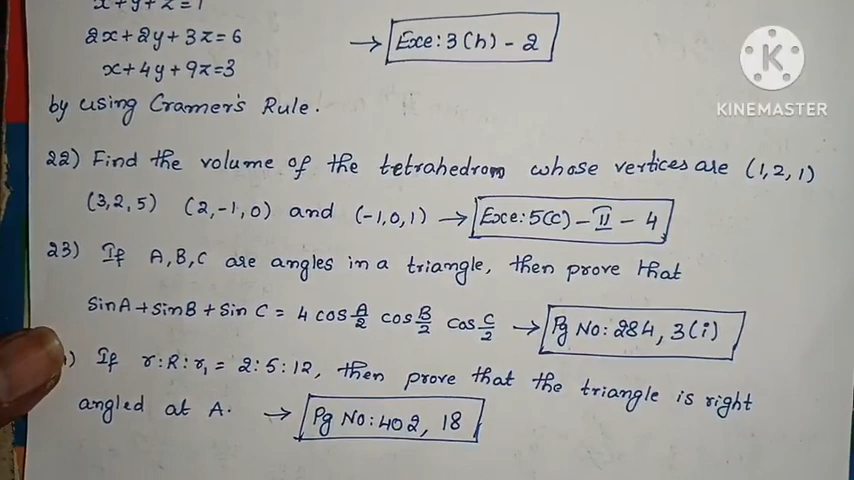 x+y+z=1
2x+2y+3z=6
x+4y+9z=3
→ Exe: 3(h) - 2
by using Cramer's Rule.
22) Find the volume of the tetrahedron whose vertices are (1,2,1)
(3,2,5) (2,-1,0) and (-1,0,1) → Exe: 5(c) - II - 4
23) If A,B,C are angles in a triangle, then prove that
sinA+sinB+sin C = 4 cos A/2 cos B/2 cos C/2 → Pg No: 284, 3(i)
) If r:R:r₁ = 2:5:12, then prove that the triangle is right
angled at A. → Pg No: 402, 18
KINEMASTER